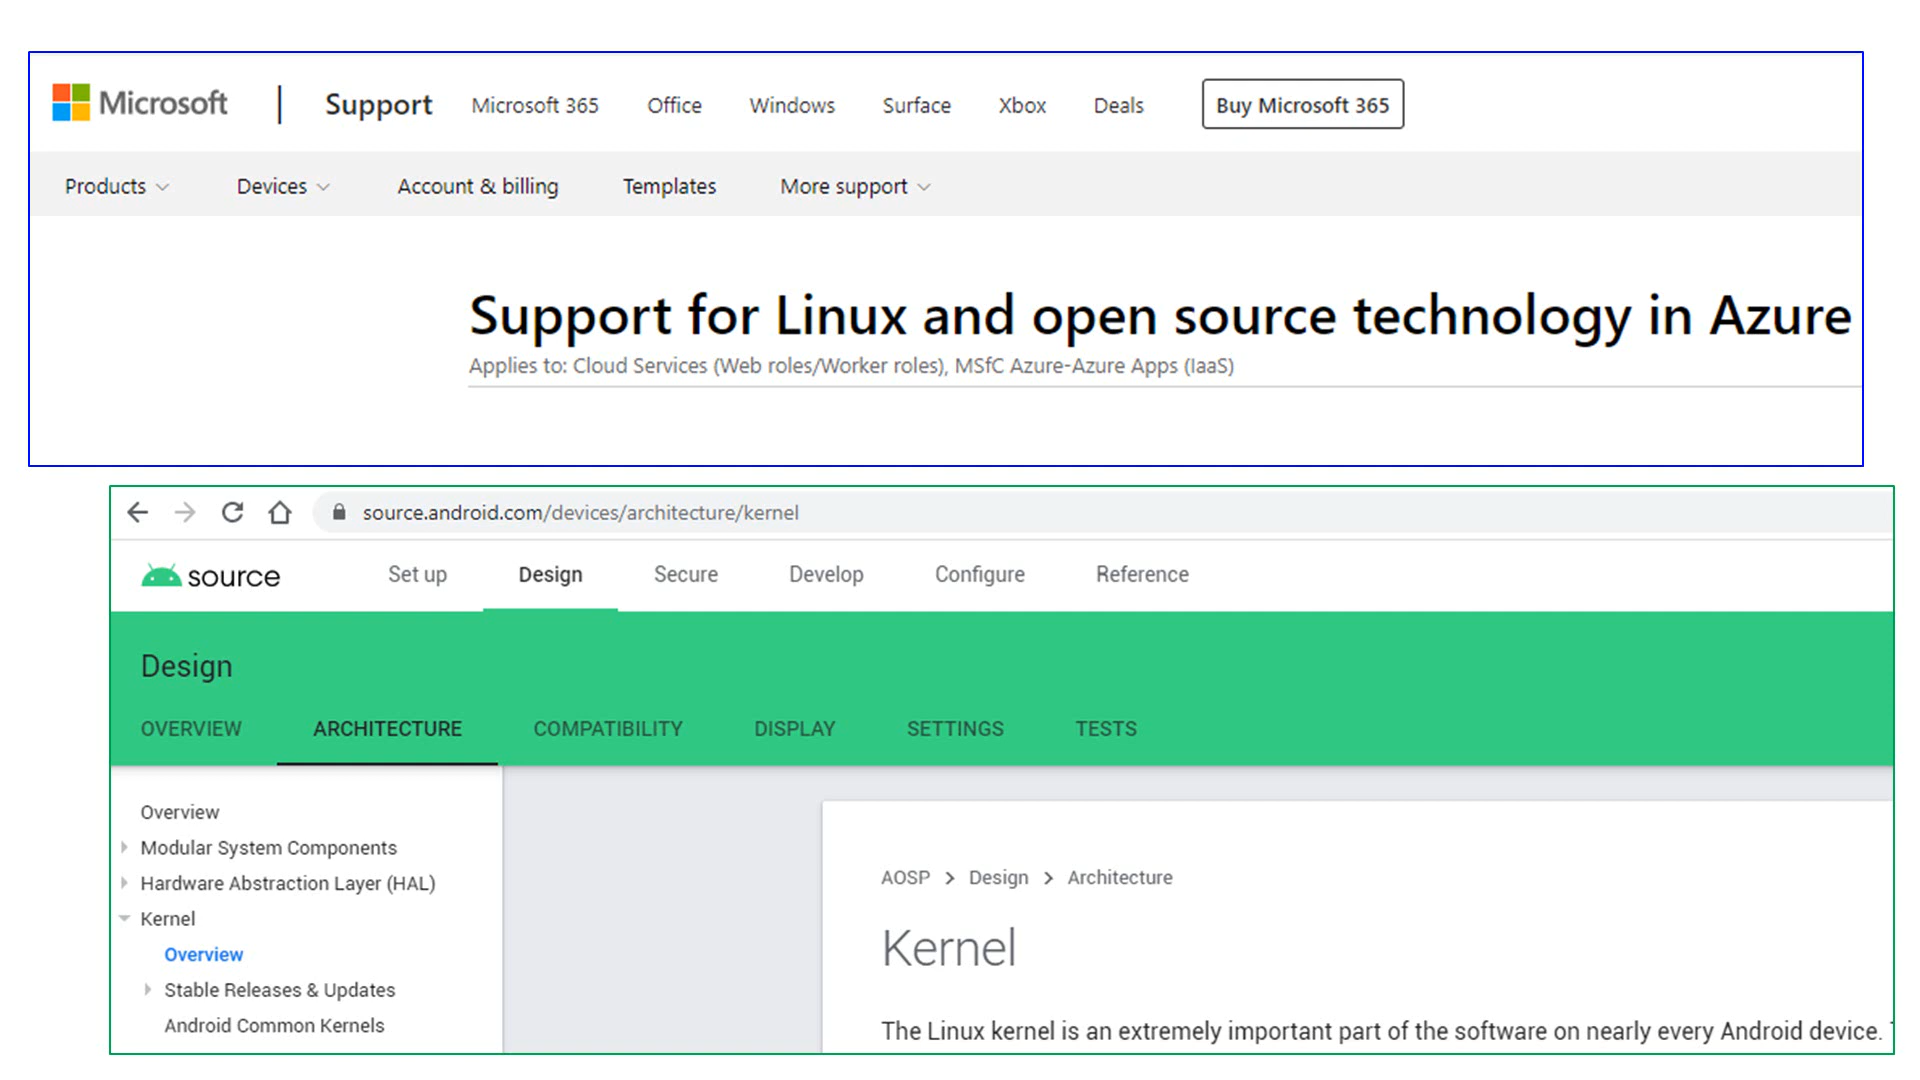 Microsoft | Support Microsoft 365 Office Windows Surface Xbox Deals Buy Microsoft 365
Products Devices Account & billing Templates More support
Support for Linux and open source technology in Azure
Applies to: Cloud Services (Web roles/Worker roles), MSfC Azure-Azure Apps (IaaS)
source.android.com/devices/architecture/kernel
source Set up Design Secure Develop Configure Reference
Design
OVERVIEW ARCHITECTURE COMPATIBILITY DISPLAY SETTINGS TESTS
Overview
Modular System Components
Hardware Abstraction Layer (HAL)
Kernel
Overview
Stable Releases & Updates
Android Common Kernels
AOSP > Design > Architecture
Kernel
The Linux kernel is an extremely important part of the software on nearly every Android device.